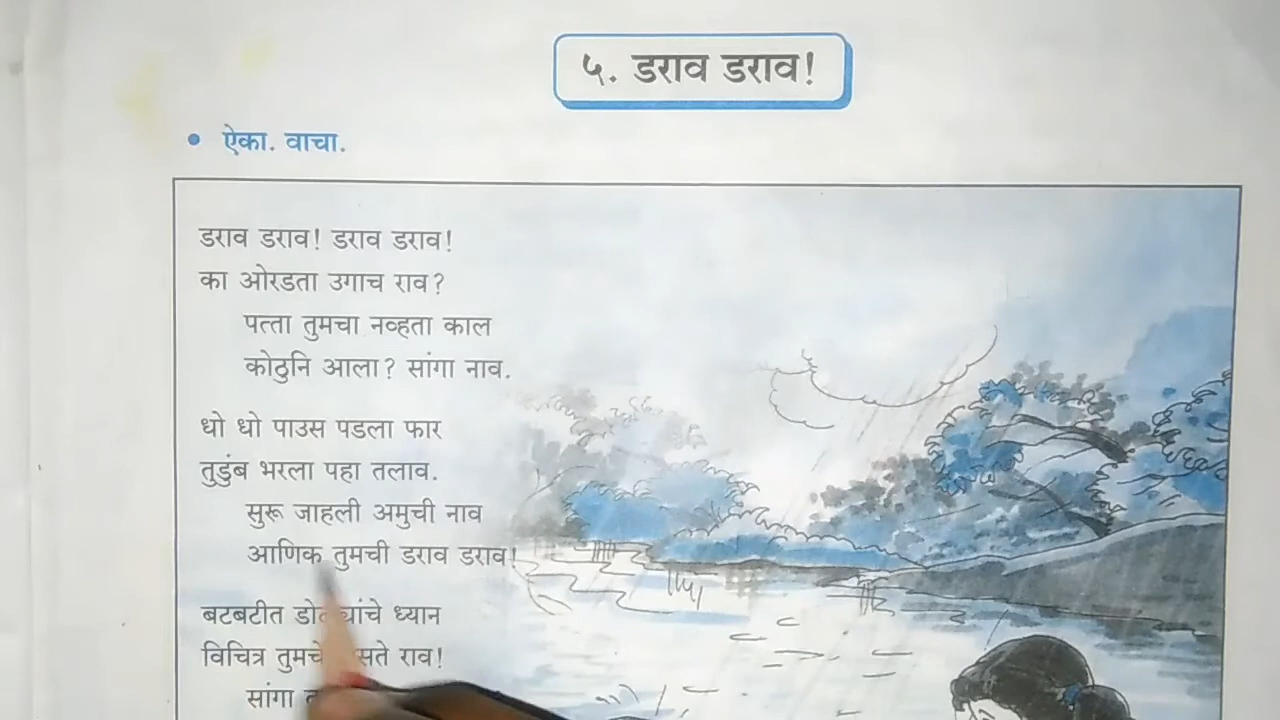 ५. डराव डराव!
• ऐका. वाचा.
डराव डराव! डराव डराव!
का ओरडता उगाच राव?
पत्ता तुमचा नव्हता काल
कोठुनि आला? सांगा नाव.
धो धो पाउस पडला फार
तुडुंब भरला पहा तलाव.
सुरू जाहली अमुची नाव
आणिक तुमची डराव डराव!
बटबटीत ध्यान
विचित्र तुमचे राव!
सांगा